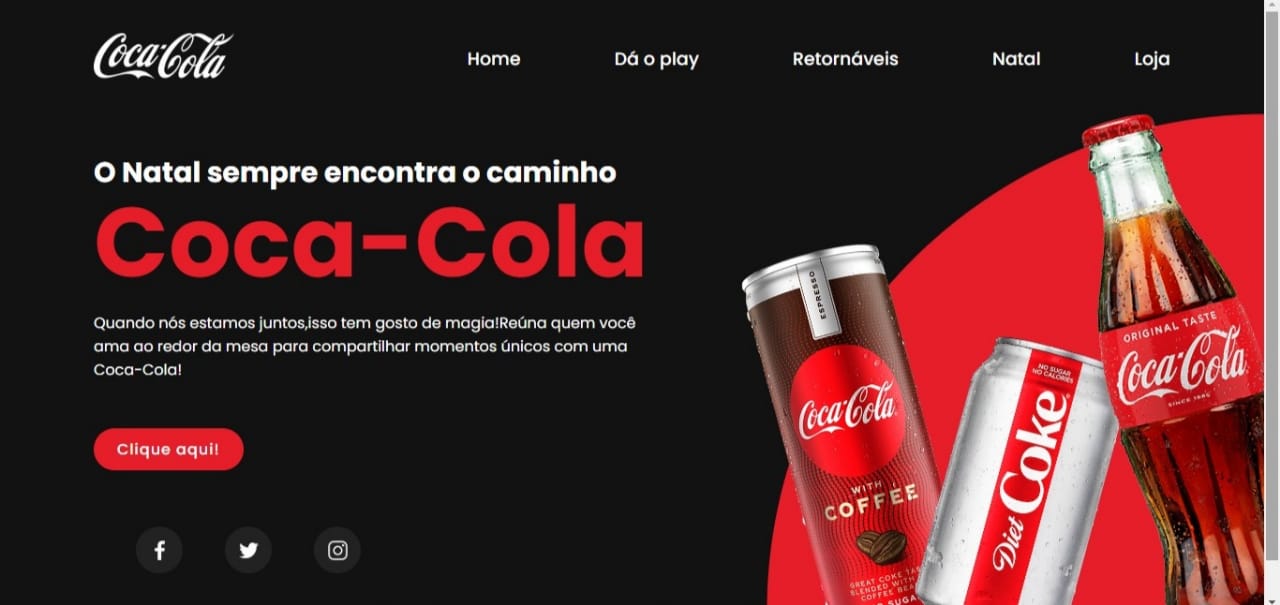 Coca-Cola
Home
Dá o play
Retornáveis
Natal
Loja
O Natal sempre encontra o caminho
Coca-Cola
Quando nós estamos juntos,isso tem gosto de magia!Reúna quem você
ama ao redor da mesa para compartilhar momentos únicos com uma
Coca-Cola!
Clique aqui!
ESPRESSO
Coca-Cola
WITH
COFFEE
GREAT COKE TAS
BLENDED WITH
COFFEE BEA
SUGA
NO SUGAR
NO CALORIES
Diet Coke
ORIGINAL TASTE
Coca-Cola
SINCE 1886